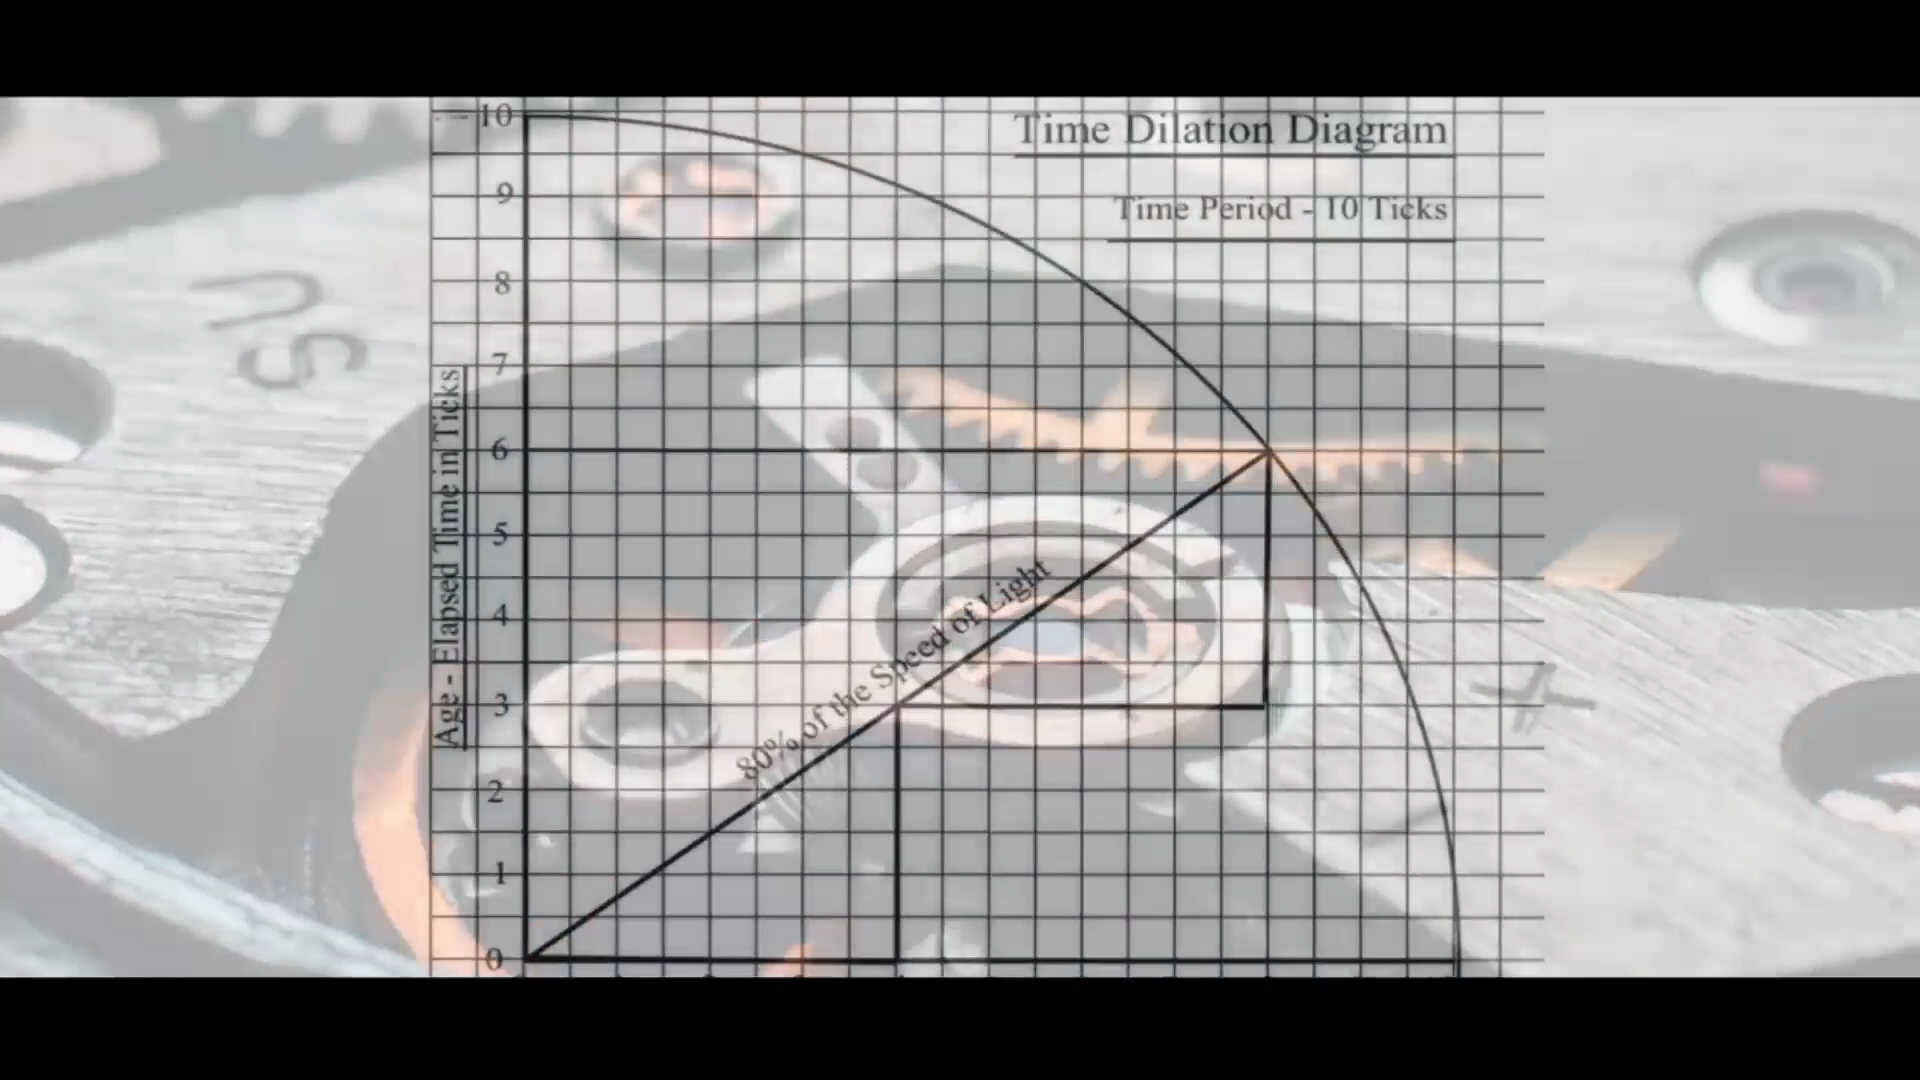 Time Dilation Diagram
Time Period - 10 Ticks
10
9
8
7
6
5
4
3
2
1
0
Age - Elapsed Time in Ticks
80% of the Speed of Light